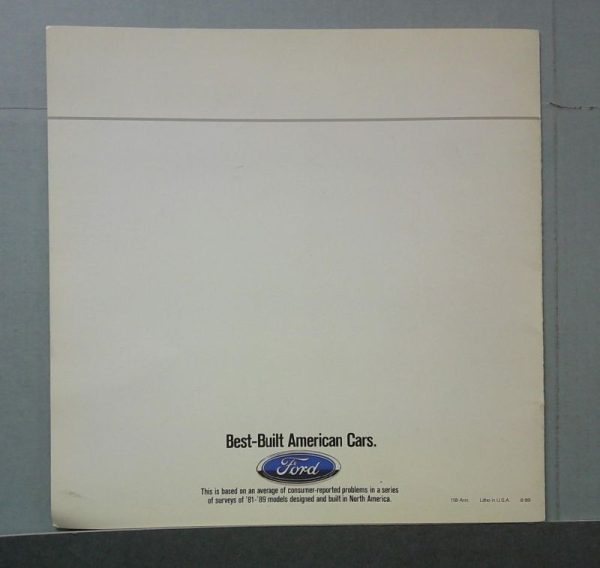 Best-Built American Cars.
Ford
This is based on an average of consumer-reported problems in a series
of surveys of '81-'89 models designed and built in North America.
Litho in U.S.A.